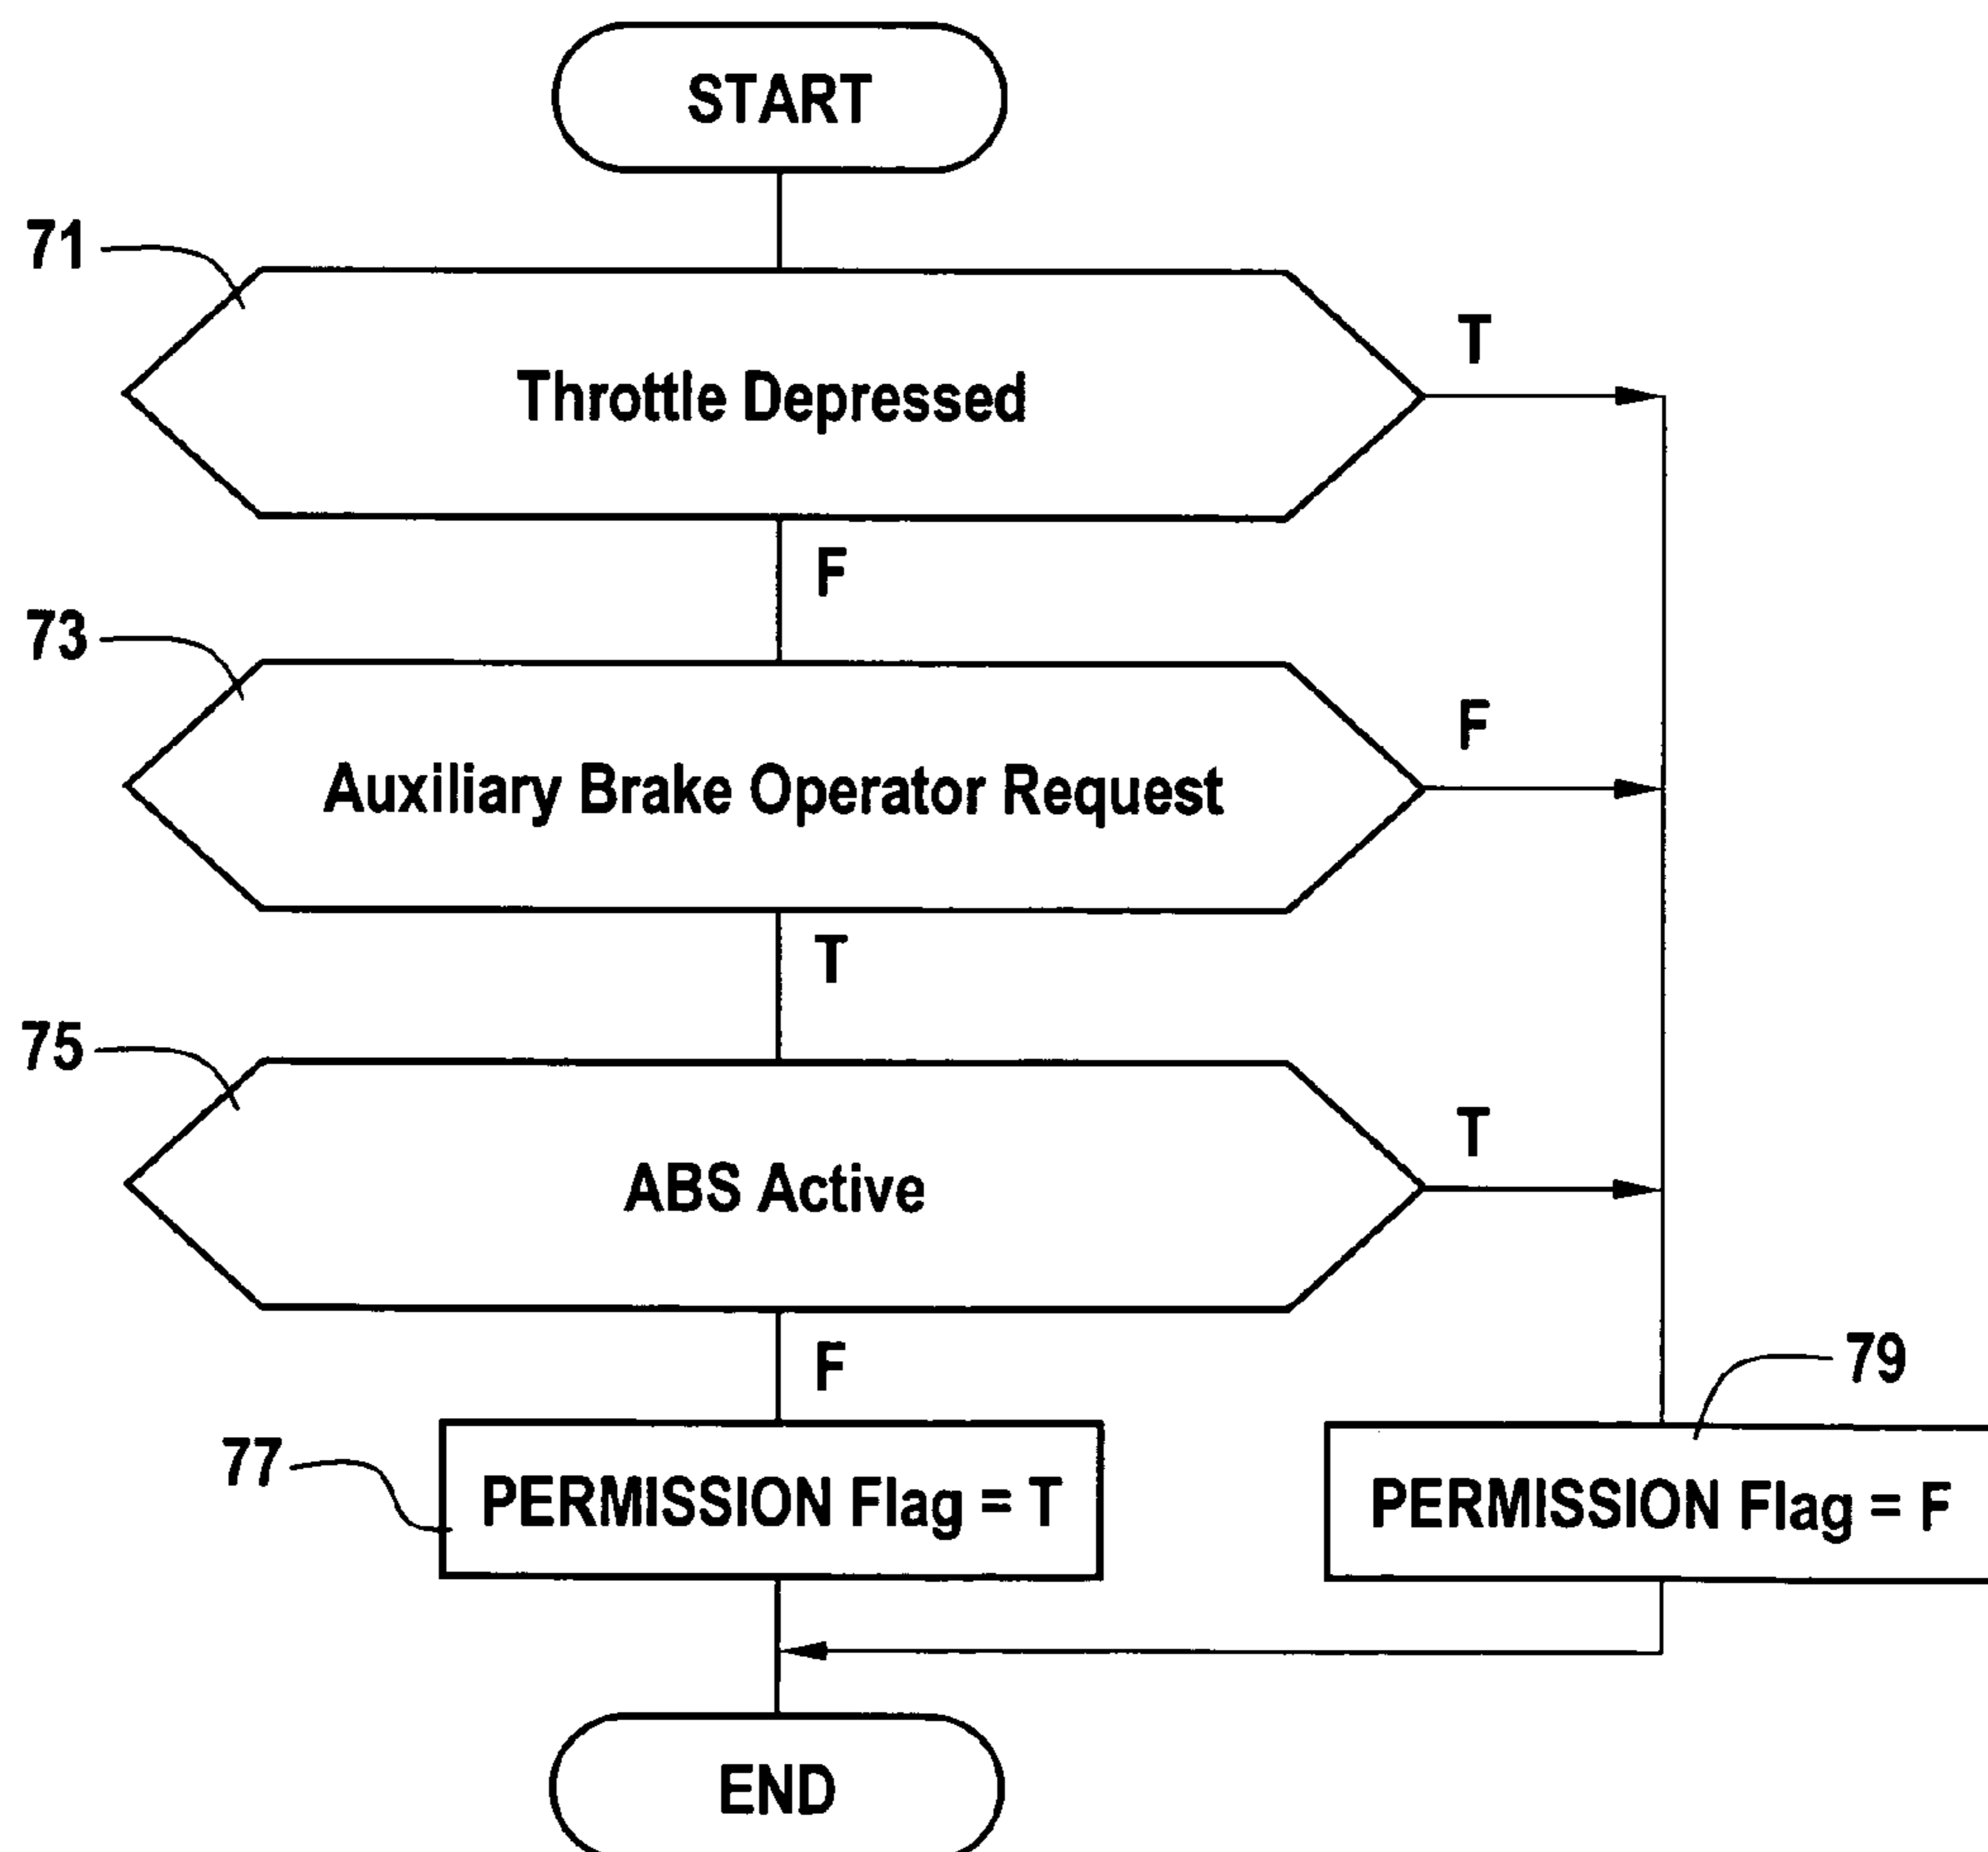 START
71
Throttle Depressed
T
F
73
Auxiliary Brake Operator Request
F
T
75
ABS Active
T
F
79
77
PERMISSION Flag = T
PERMISSION Flag = F
END